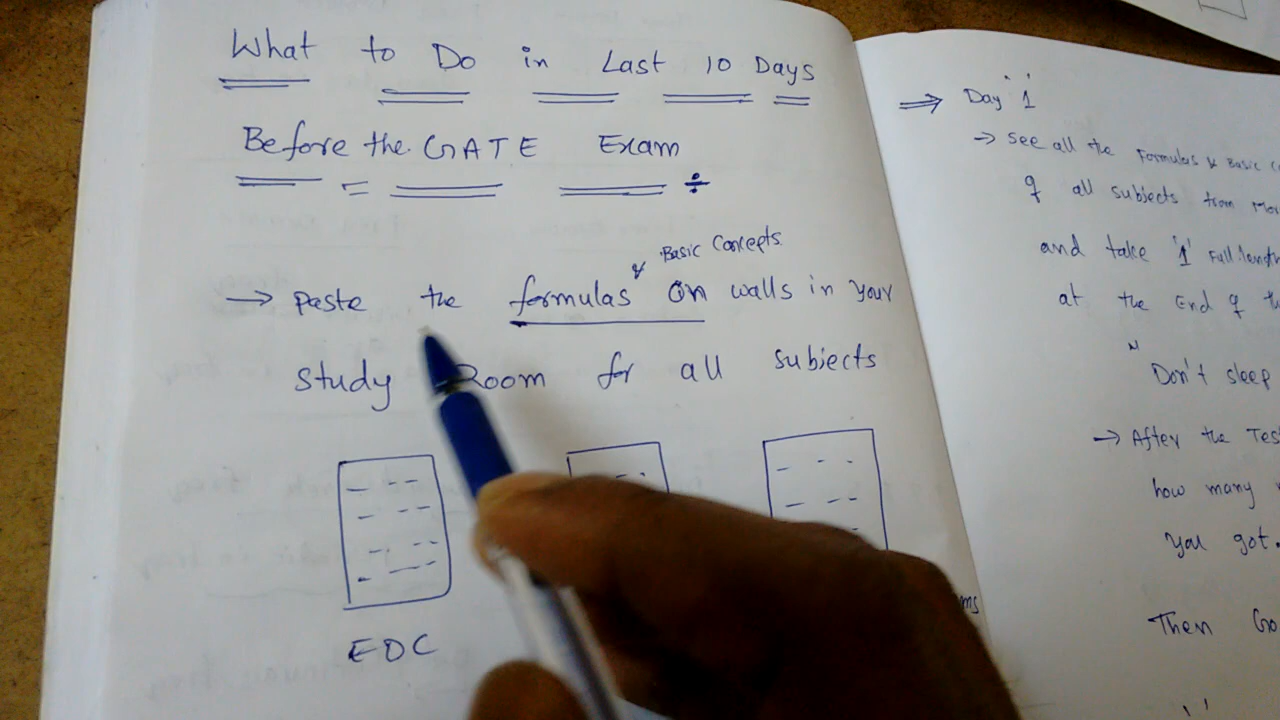 What to Do in Last 10 Days
Before the GATE Exam ÷
& Basic Concepts
→ Paste the formulas on walls in your
study Room for all subjects
EDC
ms
⇒ Day '1'
→ See all the Formulas & Basic
of all subjects from
and take '1' Full length
at the End of
"Don't sleep
→ After the
how many
you got.
Then Go